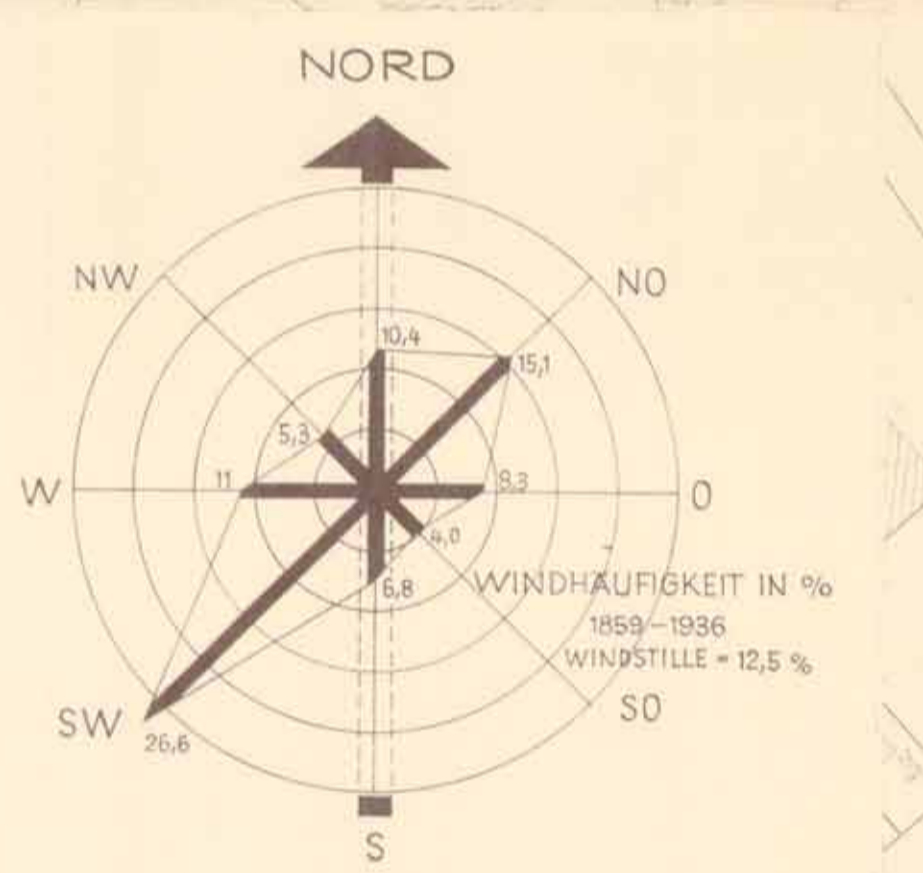 NORD
NW
NO
10,4
15,1
5,3
W
11
8,3
O
4,0
6,8
WINDHÄUFIGKEIT IN %
1859-1936
WINDSTILLE = 12,5 %
SW
SO
26,6
S